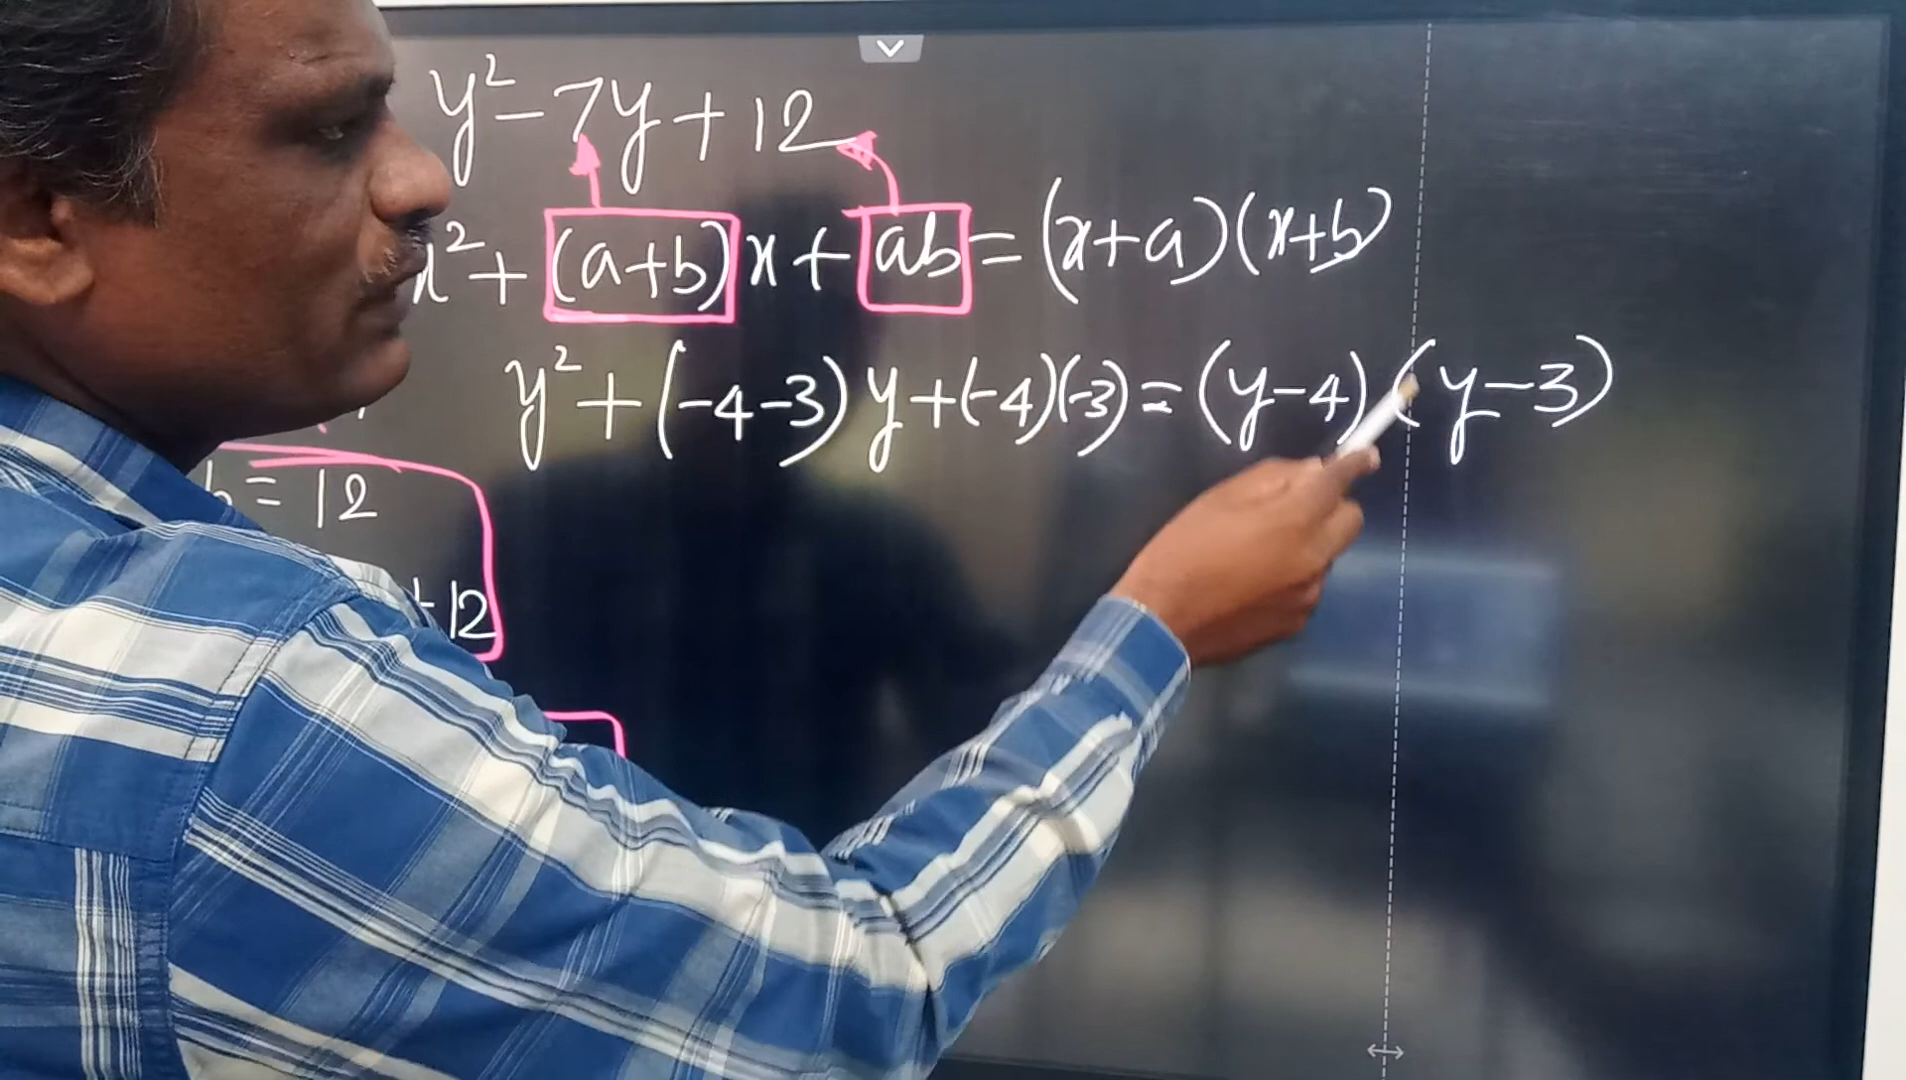 y² - 7y + 12
x² + (a+b) x + ab = (x+a)(x+b)
y² + (-4-3) y + (-4)(-3) = (y-4)(y-3)
b = 12
+12